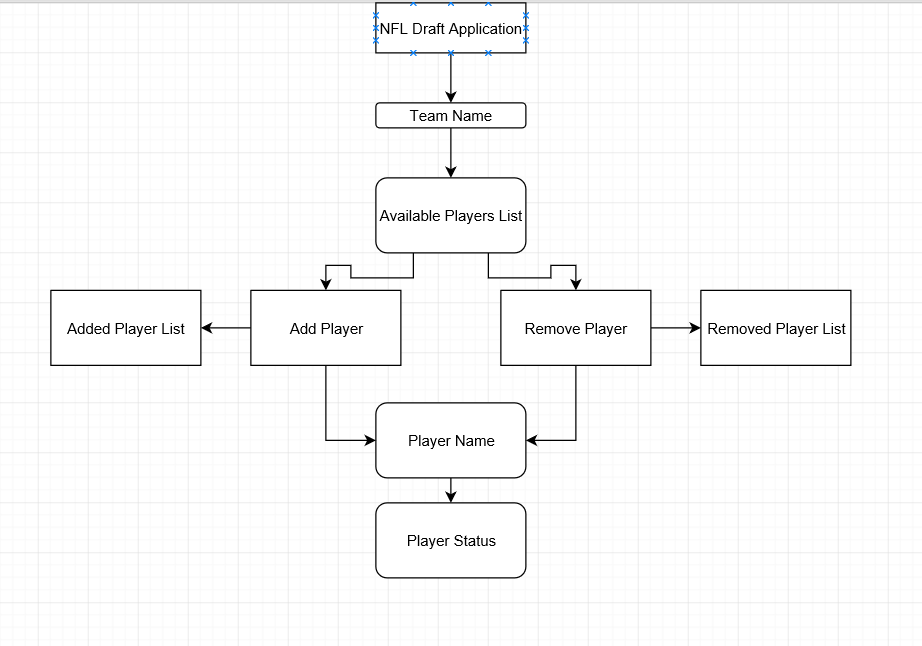 NFL Draft Application
Team Name
Available Players List
Added Player List
Add Player
Remove Player
Removed Player List
Player Name
Player Status